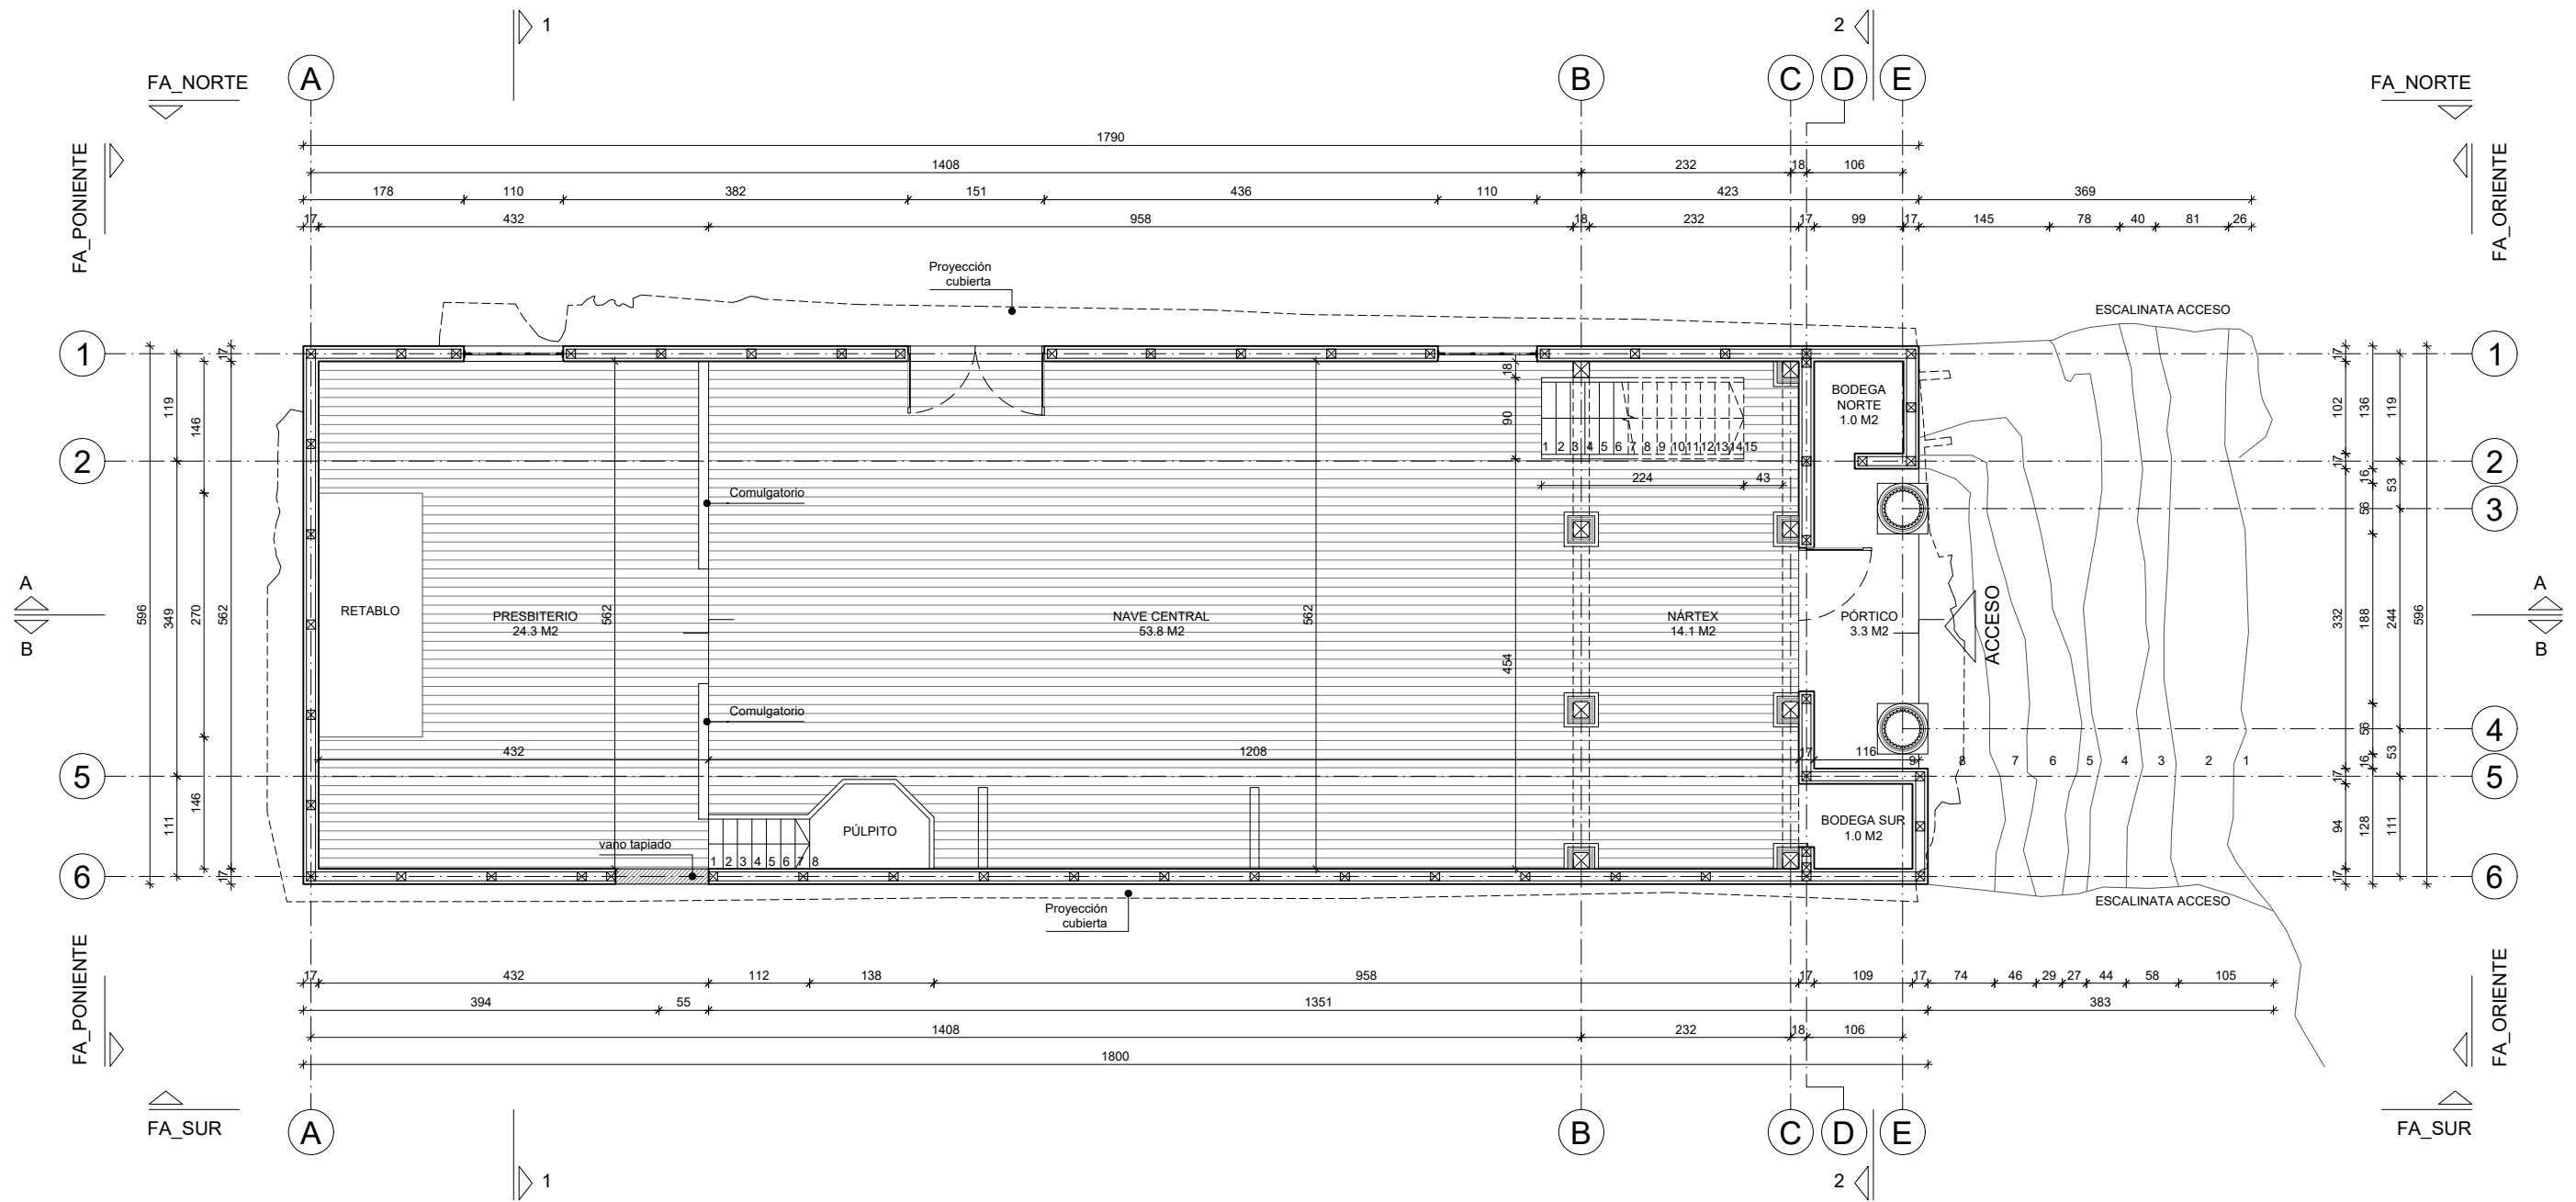 1
2
FA_NORTE
A
B
C
D
E
FA_NORTE
FA_PONIENTE
FA_ORIENTE
1790
1408
232
18
106
178
110
382
151
436
110
423
369
17
432
958
18
232
17
99
17
145
78
40
81
26
Proyección
cubierta
ESCALINATA ACCESO
1
1
17
17
18
17
119
146
102
136
119
90
BODEGA
NORTE
1.0 M2
1 2 3 4 5 6 7 8 9 10 11 12 13 14 15
2
2
17
16
53
224
43
Comulgatorio
3
56
A
B
596
349
270
562
RETABLO
PRESBITERIO
24.3 M2
562
NAVE CENTRAL
53.8 M2
562
NÁRTEX
14.1 M2
PÓRTICO
3.3 M2
ACCESO
332
188
244
596
A
B
454
Comulgatorio
4
56
432
1208
17
116
9 8 7 6 5 4 3 2 1
53
16
5
5
17
146
111
PÚLPITO
BODEGA SUR
1.0 M2
94
128
111
vano tapiado
1 2 3 4 5 6 7 8
6
6
17
17
ESCALINATA ACCESO
Proyección
cubierta
17
432
112
138
958
17
109
17
74
46
29
27
44
58
105
394
55
1351
383
1408
232
18
106
1800
FA_PONIENTE
FA_ORIENTE
FA_SUR
A
B
C
D
E
FA_SUR
1
2